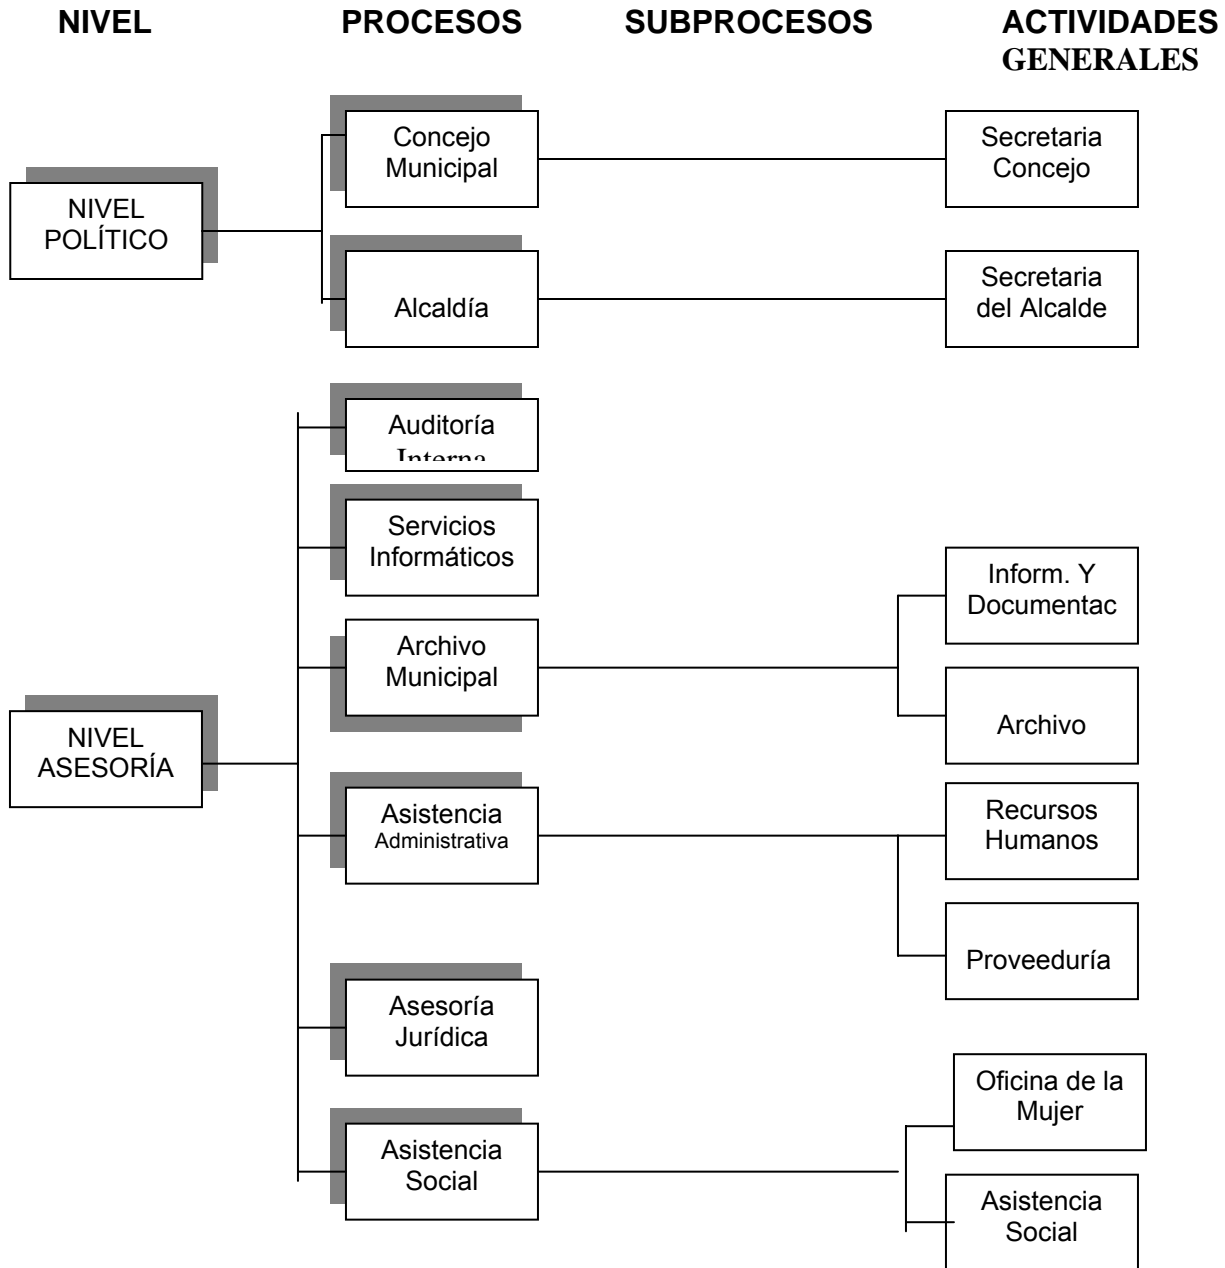 NIVEL PROCESOS SUBPROCESOS ACTIVIDADES
GENERALES
Concejo
Municipal
Secretaria
Concejo
NIVEL
POLÍTICO
Alcaldía
Secretaria
del Alcalde
Auditoría
Interna
Servicios
Informáticos
Inform. Y
Documentac
Archivo
Municipal
Archivo
NIVEL
ASESORÍA
Asistencia
Administrativa
Recursos
Humanos
Proveeduría
Asesoría
Jurídica
Oficina de la
Mujer
Asistencia
Social
Asistencia
Social